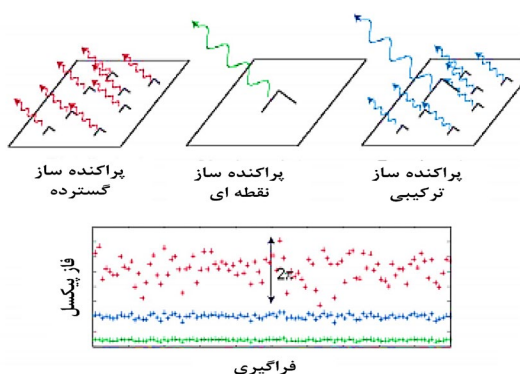 پراکنده ساز
گسترده
پراکنده ساز
نقطه ای
پراکنده ساز
ترکیبی
فاز پیکسل
2π
فراگیری